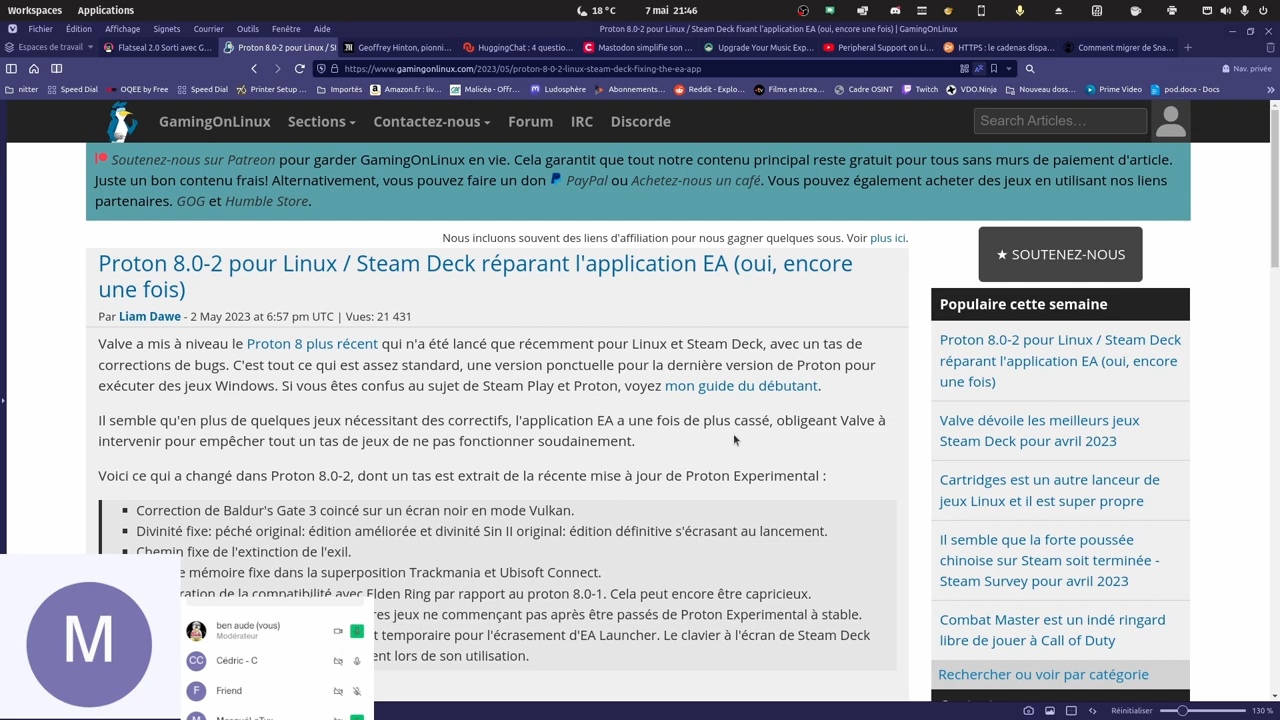 Workspaces Applications 18 °C 7 mai 21:46
Fichier Édition Affichage Signets Courrier Outils Fenêtre Aide Proton 8.0-2 pour Linux / Steam Deck fixant l'application EA (oui, encore une fois) | GamingOnLinux
Espaces de travail Flatseal 2.0 Sorti avec G… Proton 8.0-2 pour Linux / S Geoffrey Hinton, pionni… HuggingChat : 4 questio… Mastodon simplifie son … Upgrade Your Music Exp… Peripheral Support on Li… HTTPS : le cadenas dispa… Comment migrer de Sna…
https://www.gamingonlinux.com/2023/05/proton-8-0-2-linux-steam-deck-fixing-the-ea-app Nav. privée
nitter Speed Dial OQEE by Free Speed Dial Printer Setup … Importés Amazon.fr : liv… Malicéa - Offri… Ludosphère Abonnements… Reddit - Explo… Films en strea… Cadre OSINT Twitch VDO.Ninja Nouveau doss… Prime Video pod.docx - Docs
GamingOnLinux Sections Contactez-nous Forum IRC Discorde Search Articles…
Soutenez-nous sur Patreon pour garder GamingOnLinux en vie. Cela garantit que tout notre contenu principal reste gratuit pour tous sans murs de paiement d'article.
Juste un bon contenu frais! Alternativement, vous pouvez faire un don PayPal ou Achetez-nous un café. Vous pouvez également acheter des jeux en utilisant nos liens
partenaires. GOG et Humble Store.
Nous incluons souvent des liens d'affiliation pour nous gagner quelques sous. Voir plus ici.
Proton 8.0-2 pour Linux / Steam Deck réparant l'application EA (oui, encore
une fois)
Par Liam Dawe - 2 May 2023 at 6:57 pm UTC | Vues: 21 431
Valve a mis à niveau le Proton 8 plus récent qui n'a été lancé que récemment pour Linux et Steam Deck, avec un tas de
corrections de bugs. C'est tout ce qui est assez standard, une version ponctuelle pour la dernière version de Proton pour
exécuter des jeux Windows. Si vous êtes confus au sujet de Steam Play et Proton, voyez mon guide du débutant.
Il semble qu'en plus de quelques jeux nécessitant des correctifs, l'application EA a une fois de plus cassé, obligeant Valve à
intervenir pour empêcher tout un tas de jeux de ne pas fonctionner soudainement.
Voici ce qui a changé dans Proton 8.0-2, dont un tas est extrait de la récente mise à jour de Proton Experimental :
Correction de Baldur's Gate 3 coincé sur un écran noir en mode Vulkan.
Divinité fixe: péché original: édition améliorée et divinité Sin II original: édition définitive s'écrasant au lancement.
Chemin fixe de l'extinction de l'exil.
e mémoire fixe dans la superposition Trackmania et Ubisoft Connect.
ration de la compatibilité avec Elden Ring par rapport au proton 8.0-1. Cela peut encore être capricieux.
res jeux ne commençant pas après être passés de Proton Experimental à stable.
t temporaire pour l'écrasement d'EA Launcher. Le clavier à l'écran de Steam Deck
ent lors de son utilisation.
★ SOUTENEZ-NOUS
Populaire cette semaine
Proton 8.0-2 pour Linux / Steam Deck
réparant l'application EA (oui, encore
une fois)
Valve dévoile les meilleurs jeux
Steam Deck pour avril 2023
Cartridges est un autre lanceur de
jeux Linux et il est super propre
Il semble que la forte poussée
chinoise sur Steam soit terminée -
Steam Survey pour avril 2023
Combat Master est un indé ringard
libre de jouer à Call of Duty
Rechercher ou voir par catégorie
M
ben aude (vous)
Modérateur
CC Cédric - C
F Friend
Réinitialiser 130 %